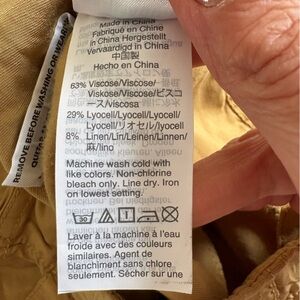 Made in China
Fabriqué en Chine
in China Hergestellt
Vervaardigd in China
中国製
Hecho en China
63% Viscose/Viscose/
Viskose/Viscose/ビスコ
ース/Viscosa
29% Lyocell/Lyocell/Lyocell/
Lyocell/リオセル/lyocell
8% Linen/Lin/Leinen/Linnen/
麻/lino
Machine wash cold with
like colors. Non-chlorine
bleach only. Line dry. Iron
on lowest setting.
30
Laver à la machine à l'eau
froide avec des couleurs
similaires. Agent de
blanchiment sans chlore
seulement. Sécher sur une
REMOVE BEFORE WASHING OR WEARING